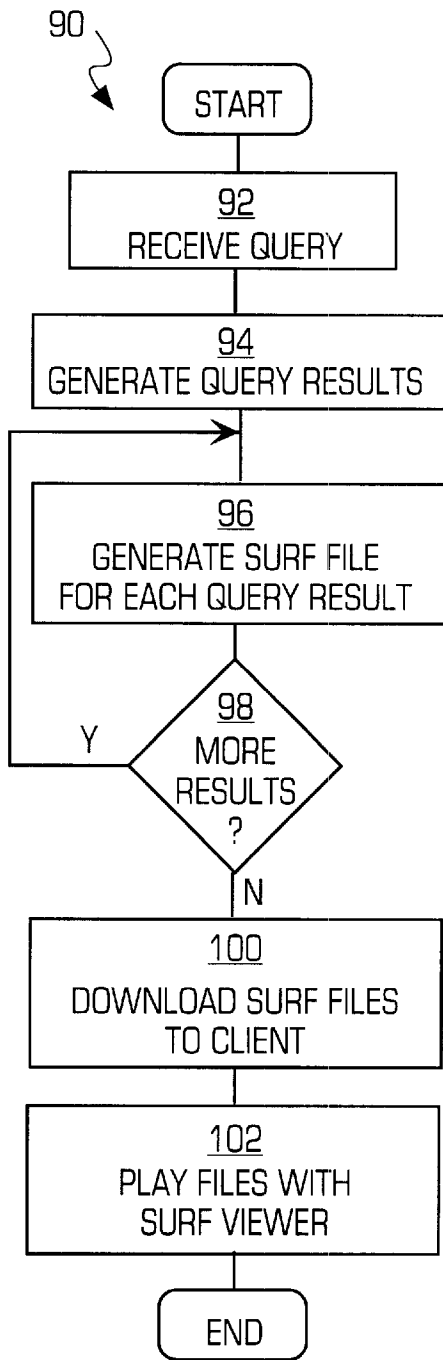 90
START
92
RECEIVE QUERY
94
GENERATE QUERY RESULTS
96
GENERATE SURF FILE
FOR EACH QUERY RESULT
98
MORE
RESULTS
?
Y
N
100
DOWNLOAD SURF FILES
TO CLIENT
102
PLAY FILES WITH
SURF VIEWER
END